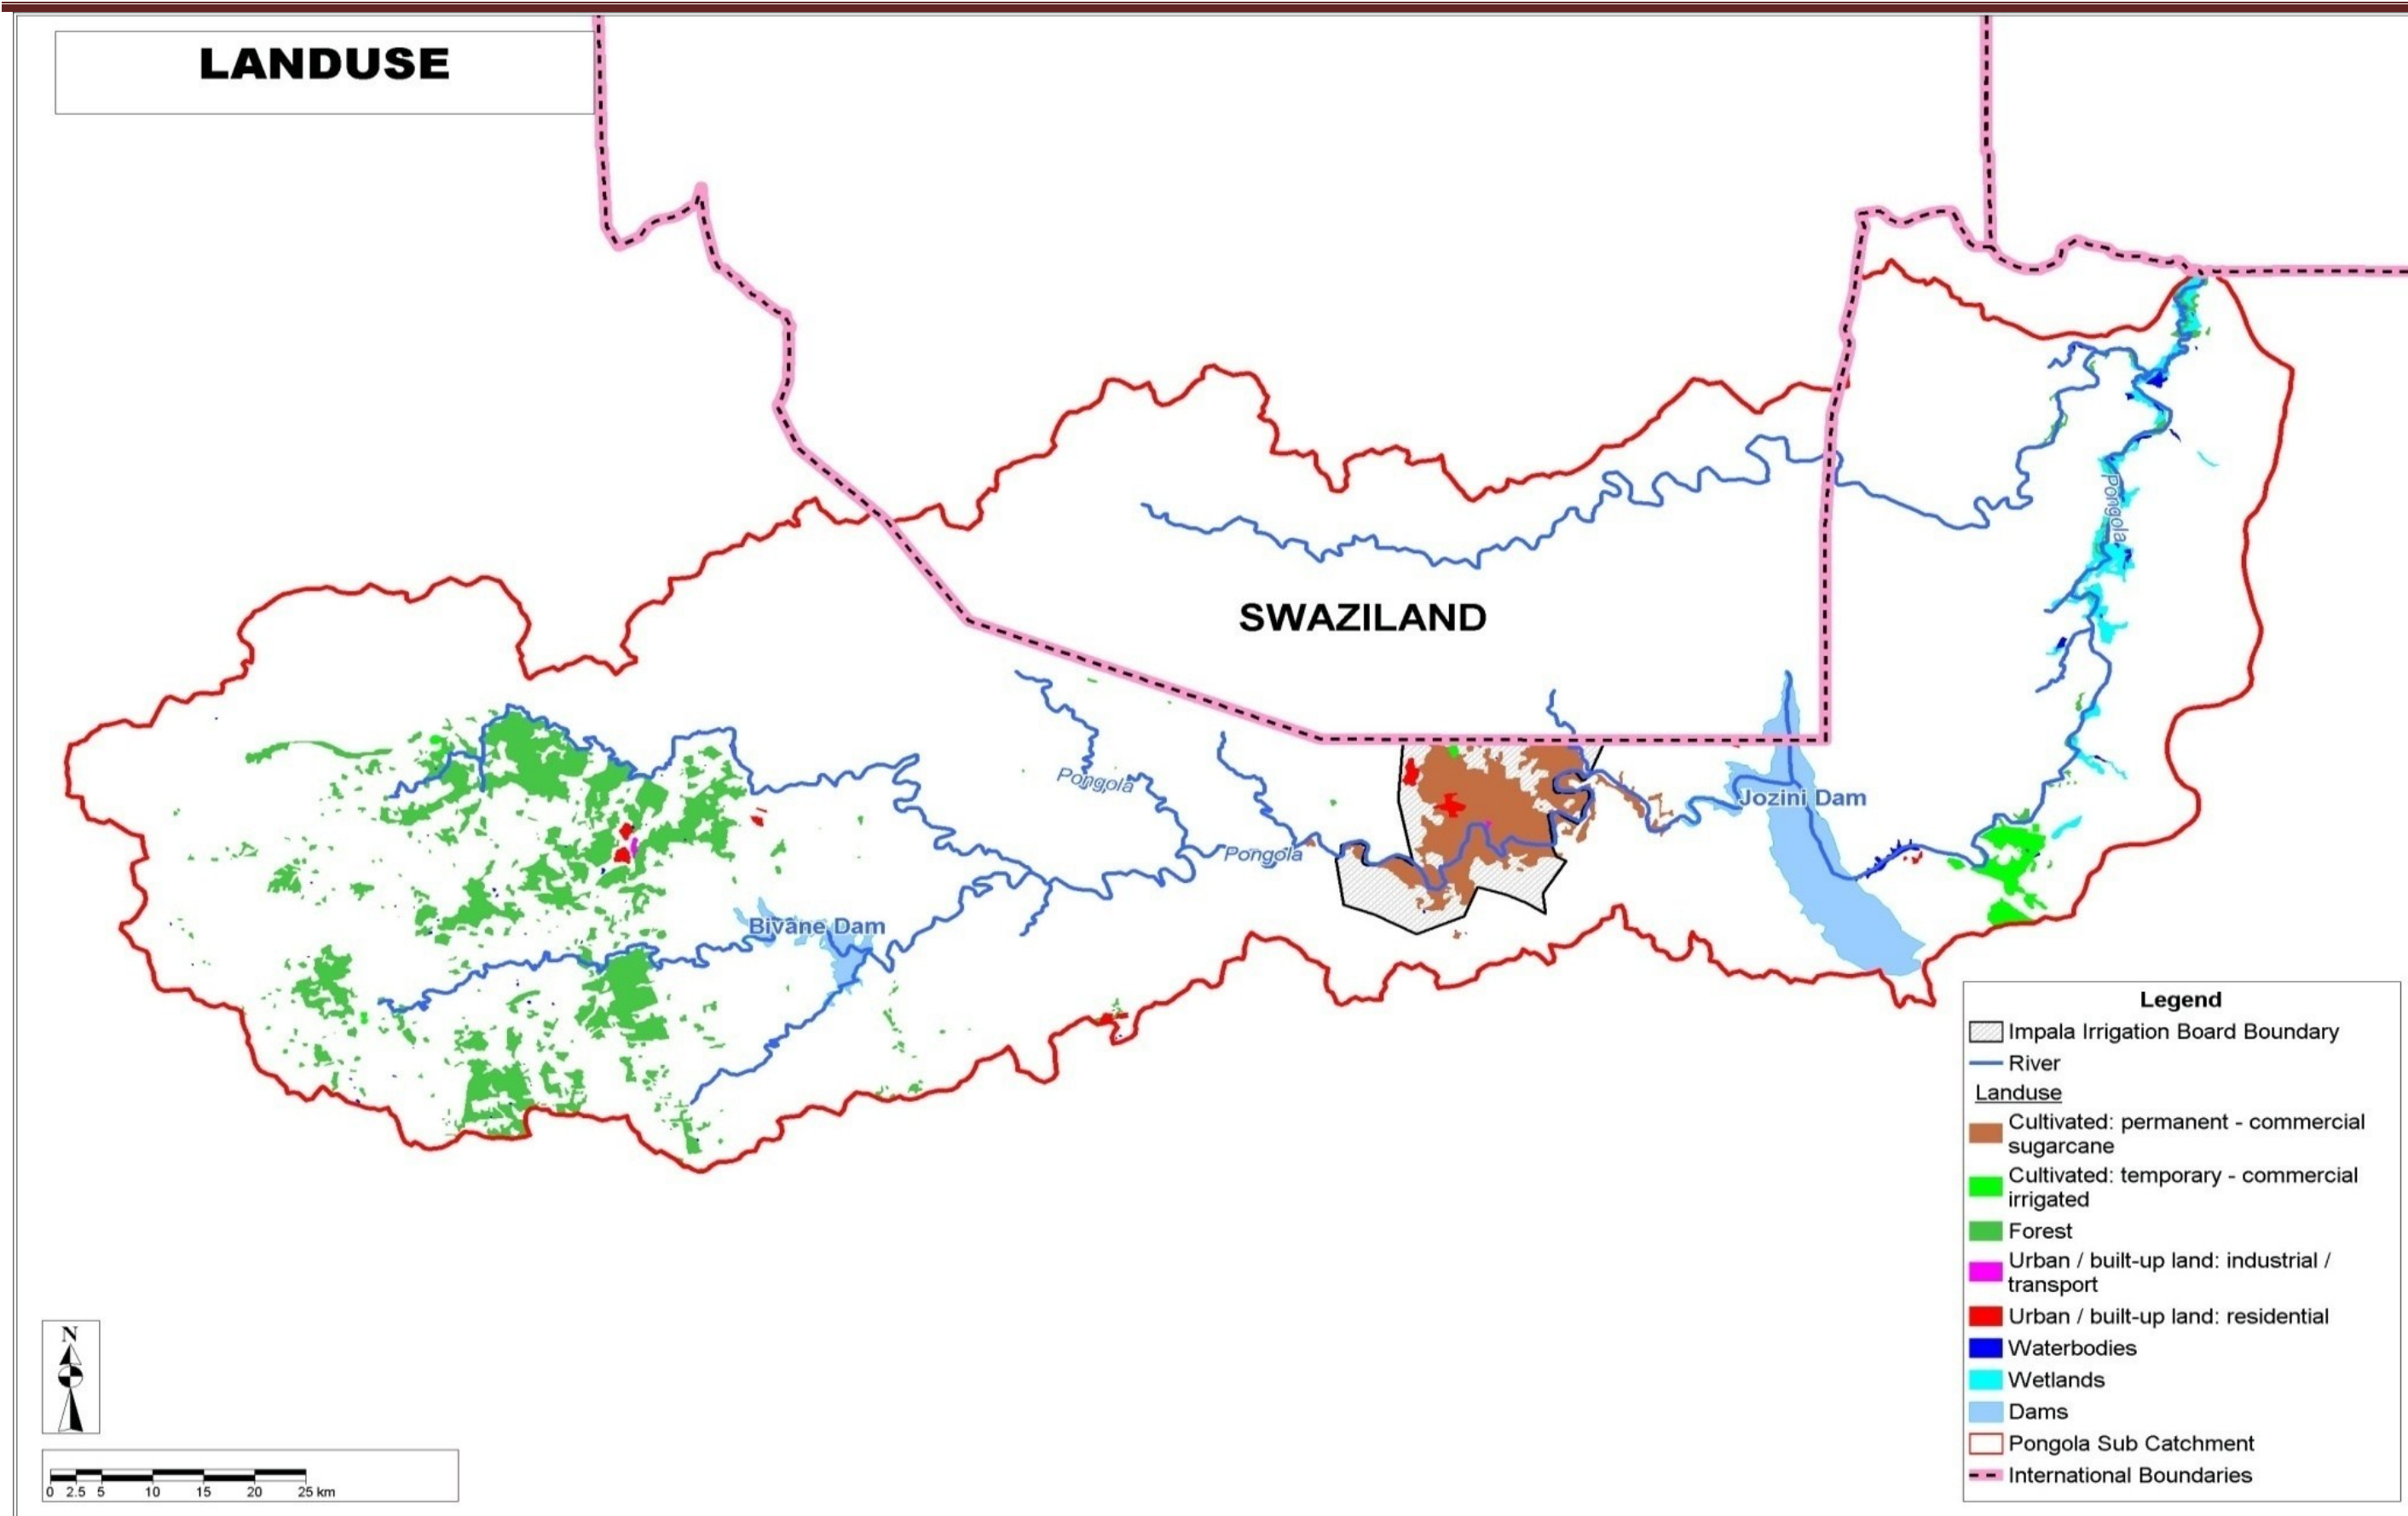 LANDUSE
SWAZILAND
Pongola
Pongola
Pongola
Jozini Dam
Bivane Dam
Legend
Impala Irrigation Board Boundary
River
Landuse
Cultivated: permanent - commercial
sugarcane
Cultivated: temporary - commercial
irrigated
Forest
Urban / built-up land: industrial /
transport
Urban / built-up land: residential
Waterbodies
Wetlands
Dams
Pongola Sub Catchment
International Boundaries
N
0 2.5 5 10 15 20 25 km